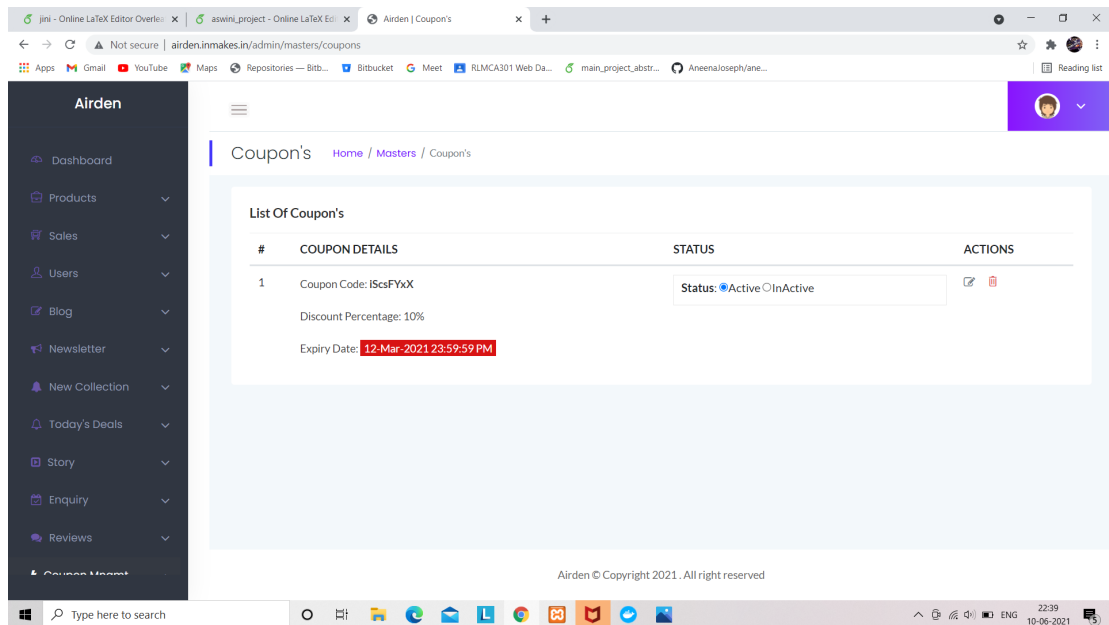 jini - Online LaTeX Editor Overleaf
aswini_project - Online LaTeX Edi
Airden | Coupon's
Not secure | airden.inmakes.in/admin/masters/coupons
Apps Gmail YouTube Maps Repositories — Bitb... Bitbucket Meet RLMCA301 Web Da... main_project_abstr... AneenaJoseph/ane... Reading list
Airden
Coupon's Home / Masters / Coupon's
Dashboard
Products
Sales
Users
Blog
Newsletter
New Collection
Today's Deals
Story
Enquiry
Reviews
Coupon Mngmt
List Of Coupon's
# COUPON DETAILS STATUS ACTIONS
1 Coupon Code: iScsFYxX Status: Active InActive
Discount Percentage: 10%
Expiry Date: 12-Mar-2021 23:59:59 PM
Airden © Copyright 2021 . All right reserved
Type here to search
ENG
22:39
10-06-2021
5